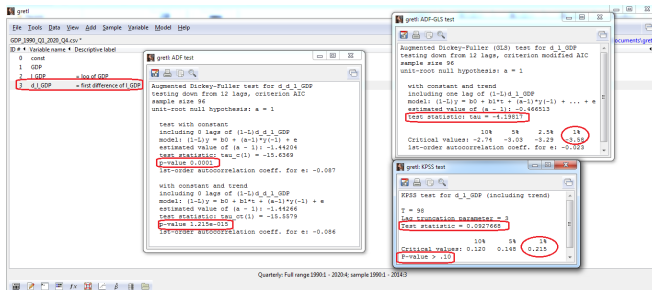 gretl
File Tools Data View Add Sample Variable Model Help
GDP_1990_Q1_2020_Q4.csv *
ID # Variable name Descriptive label
0 const
1 GDP
2 l_GDP = log of GDP
3 d_l_GDP = first difference of l_GDP
gretl: ADF test
Augmented Dickey-Fuller test for d_d_l_GDP
testing down from 12 lags, criterion AIC
sample size 96
unit-root null hypothesis: a = 1
test with constant
including 0 lags of (1-L)d_d_l_GDP
model: (1-L)y = b0 + (a-1)*y(-1) + e
estimated value of (a - 1): -1.44204
test statistic: tau_c(1) = -15.6369
p-value 0.0001
1st-order autocorrelation coeff. for e: -0.087
with constant and trend
including 0 lags of (1-L)d_d_l_GDP
model: (1-L)y = b0 + b1*t + (a-1)*y(-1) + e
estimated value of (a - 1): -1.44266
test statistic: tau_ct(1) = -15.5579
p-value 1.215e-015
1st-order autocorrelation coeff. for e: -0.086
gretl: ADF-GLS test
Augmented Dickey-Fuller (GLS) test for d_l_GDP
testing down from 12 lags, criterion modified AIC
sample size 96
unit-root null hypothesis: a = 1
with constant and trend
including one lag of (1-L)d_l_GDP
model: (1-L)y = b0 + b1*t + (a-1)*y(-1) + ... + e
estimated value of (a - 1): -0.466513
test statistic: tau = -4.19817
10% 5% 2.5% 1%
Critical values: -2.74 -3.03 -3.29 -3.58
1st-order autocorrelation coeff. for e: -0.023
gretl: KPSS test
KPSS test for d_l_GDP (including trend)
T = 98
Lag truncation parameter = 3
Test statistic = 0.0927668
10% 5% 1%
Critical values: 0.120 0.148 0.215
P-value > .10
ocuments\gretl
Quarterly: Full range 1990:1 - 2020:4; sample 1990:1 - 2014:3